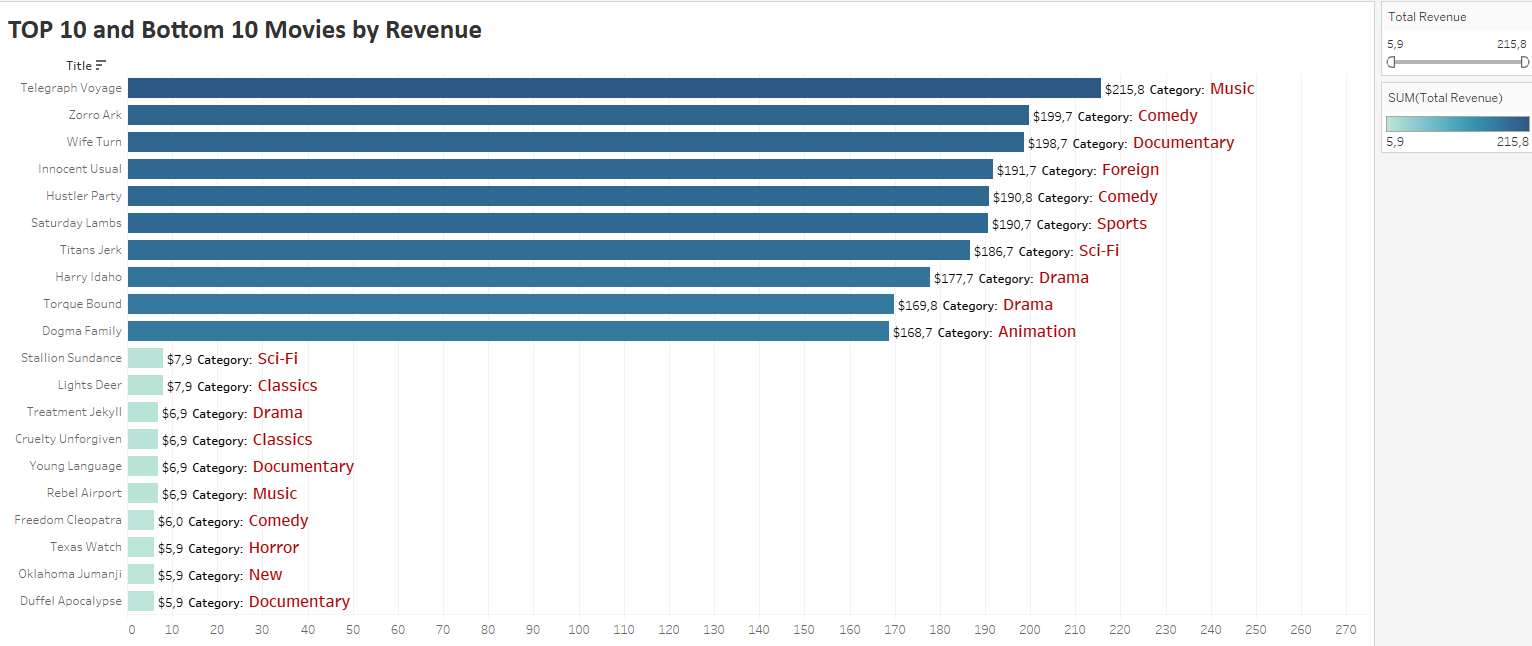 TOP 10 and Bottom 10 Movies by Revenue
Title
Telegraph Voyage $215,8 Category: Music
Zorro Ark $199,7 Category: Comedy
Wife Turn $198,7 Category: Documentary
Innocent Usual $191,7 Category: Foreign
Hustler Party $190,8 Category: Comedy
Saturday Lambs $190,7 Category: Sports
Titans Jerk $186,7 Category: Sci-Fi
Harry Idaho $177,7 Category: Drama
Torque Bound $169,8 Category: Drama
Dogma Family $168,7 Category: Animation
Stallion Sundance $7,9 Category: Sci-Fi
Lights Deer $7,9 Category: Classics
Treatment Jekyll $6,9 Category: Drama
Cruelty Unforgiven $6,9 Category: Classics
Young Language $6,9 Category: Documentary
Rebel Airport $6,9 Category: Music
Freedom Cleopatra $6,0 Category: Comedy
Texas Watch $5,9 Category: Horror
Oklahoma Jumanji $5,9 Category: New
Duffel Apocalypse $5,9 Category: Documentary
0 10 20 30 40 50 60 70 80 90 100 110 120 130 140 150 160 170 180 190 200 210 220 230 240 250 260 270
Total Revenue
5,9 215,8
SUM(Total Revenue)
5,9 215,8